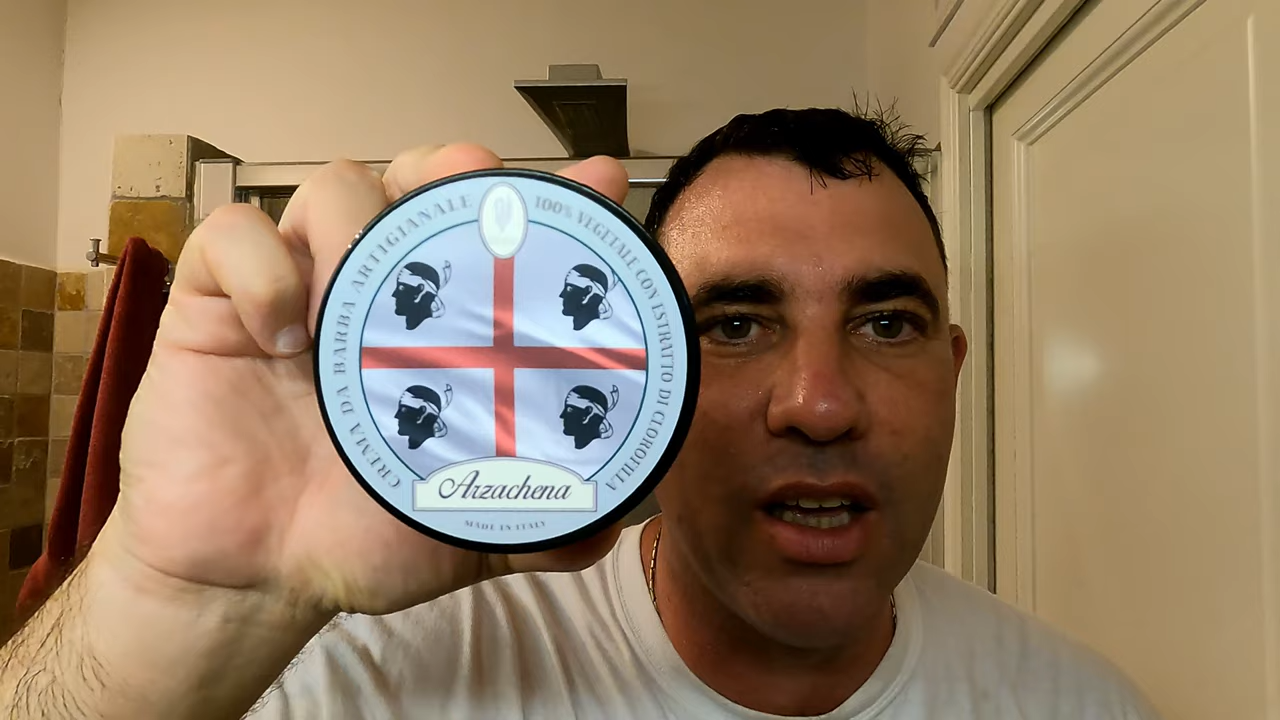 CREMA DA BARBA ARTIGIANALE
100% VEGETALE CON ESTRATTO DI CLOROFILLA
Arzachena
MADE IN ITALY